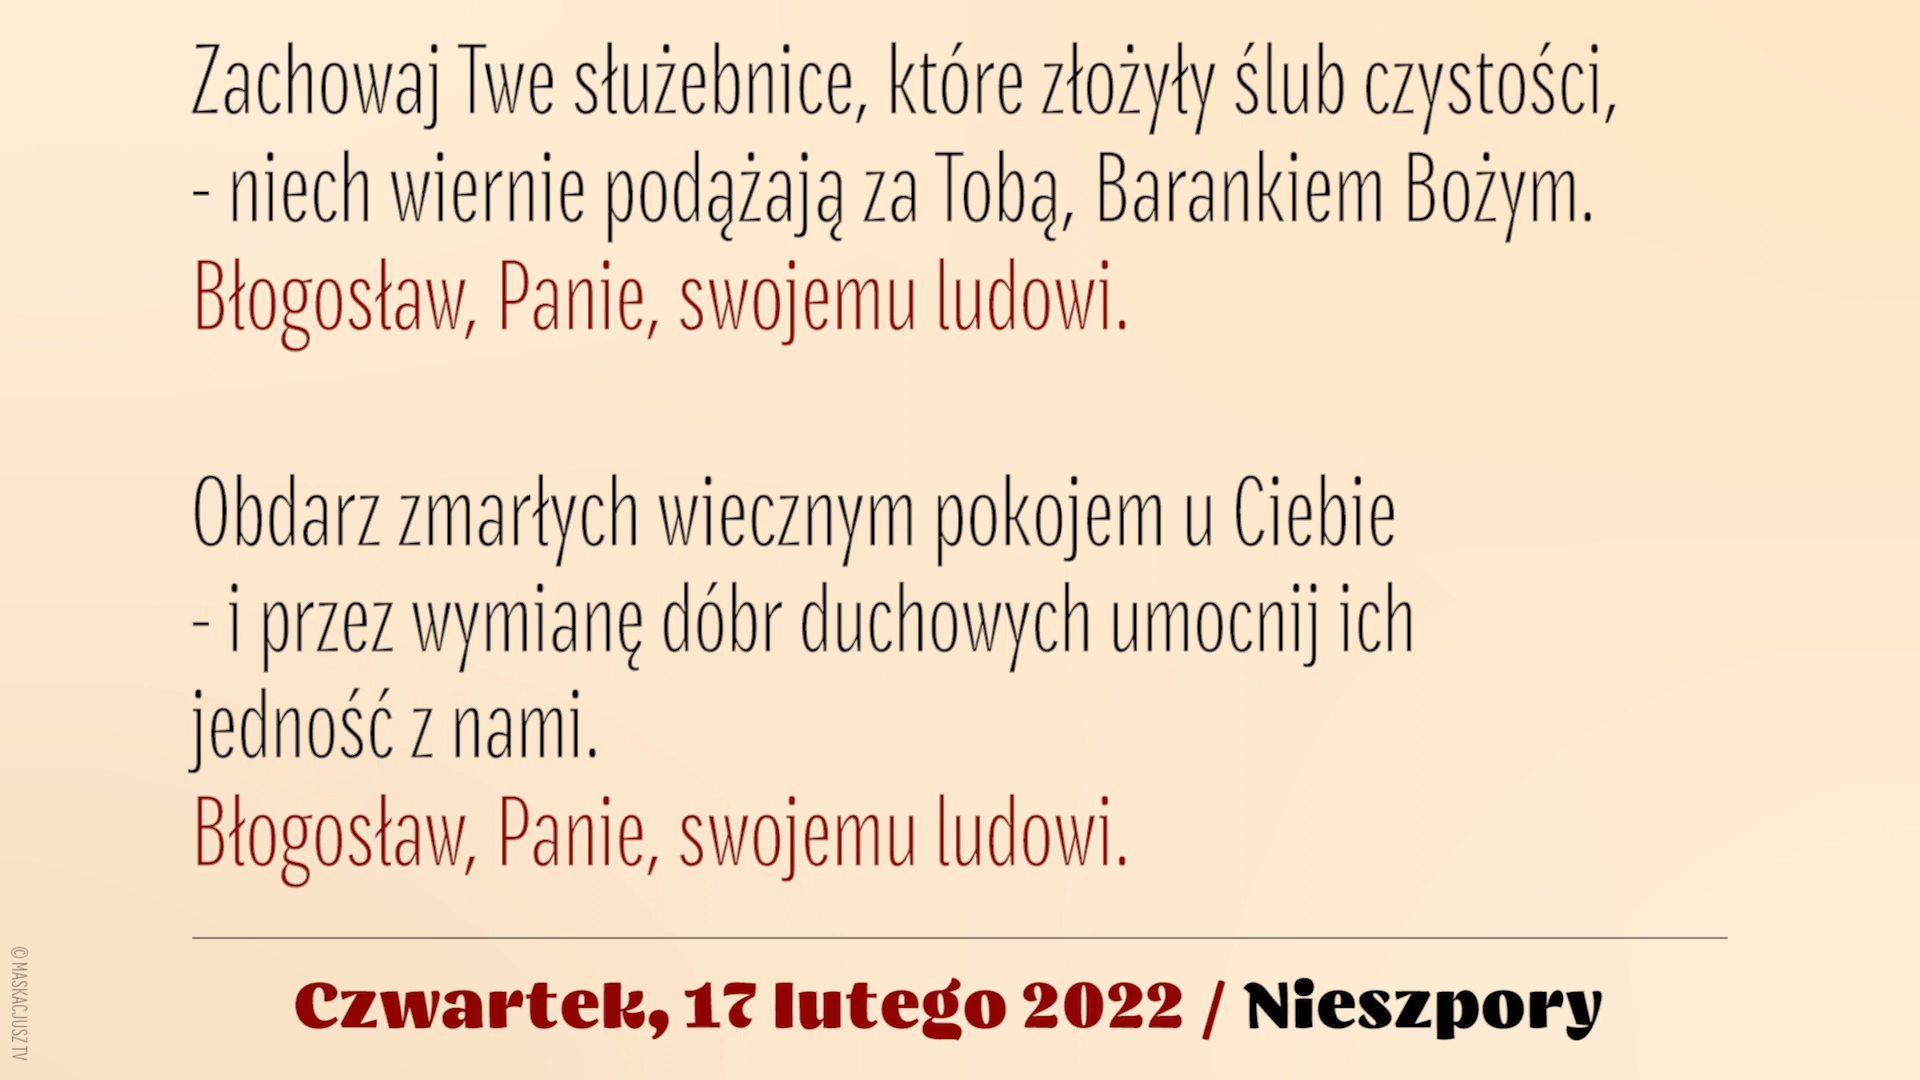 Zachowaj Twe służebnice, które złożyły ślub czystości,
- niech wiernie podążają za Tobą, Barankiem Bożym.
Błogosław, Panie, swojemu ludowi.
Obdarz zmarłych wiecznym pokojem u Ciebie
- i przez wymianę dóbr duchowych umocnij ich
jedność z nami.
Błogosław, Panie, swojemu ludowi.
Czwartek, 17 lutego 2022 / Nieszpory
© MASKACJUSZ TV